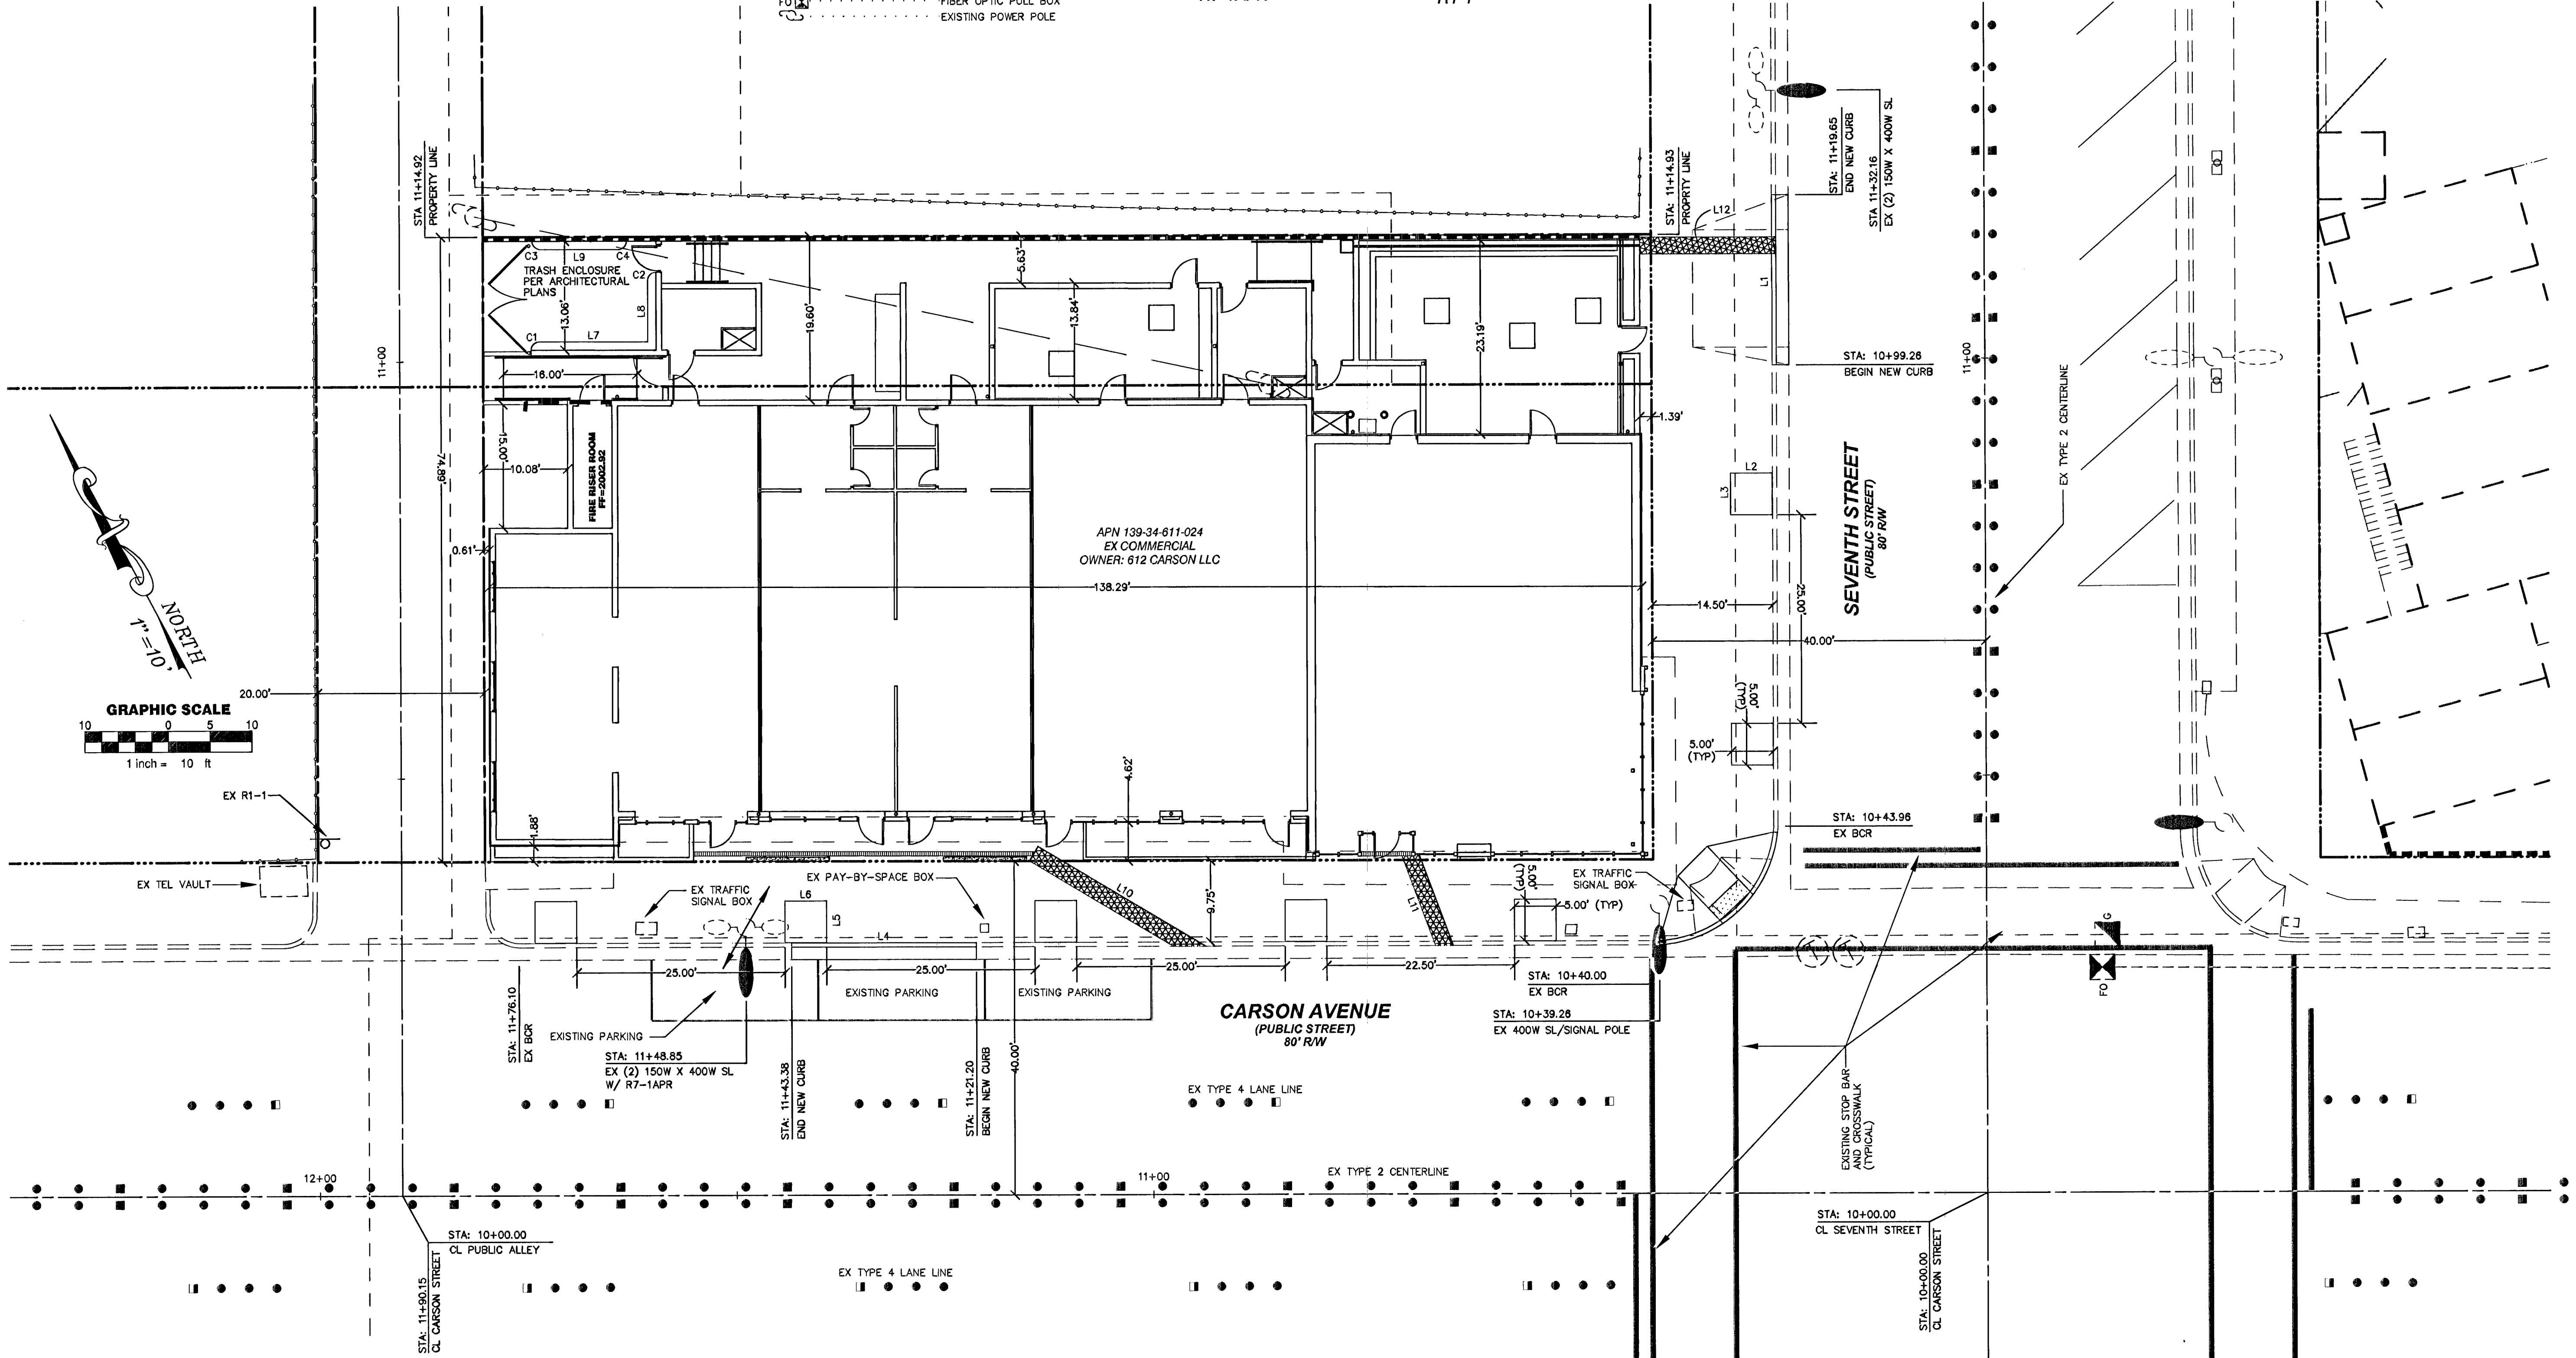 FO FIBER OPTIC PULL BOX
EXISTING POWER POLE
STA 11+14.92
PROPERTY LINE
STA: 11+14.93
PROPRTY LINE
STA: 11+19.65
END NEW CURB
STA 11+32.16
EX (2) 150W X 400W SL
L12
L1
C3
L9
C4
TRASH ENCLOSURE
PER ARCHITECTURAL
PLANS
C2
L8
13.06'
C1
L7
19.60'
5.63'
13.84'
23.19'
11+00
STA: 10+99.26
BEGIN NEW CURB
11+00
16.00'
1.39'
EX TYPE 2 CENTERLINE
15.00'
10.08'
74.89'
FIRE RISER ROOM
FF=2002.92
L2
L3
SEVENTH STREET
(PUBLIC STREET)
80' R/W
APN 139-34-611-024
EX COMMERCIAL
OWNER: 612 CARSON LLC
0.61'
138.29'
14.50'
25.00'
40.00'
NORTH
1"=10'
20.00'
GRAPHIC SCALE
10 0 5 10
1 inch = 10 ft
5.00'
(TYP)
5.00'
(TYP)
4.62'
EX R1-1
1.88'
STA: 10+43.96
EX BCR
EX TEL VAULT
EX TRAFFIC
SIGNAL BOX
EX PAY-BY-SPACE BOX
L6
L5
L4
L10
9.75'
L11
5.00'
(TYP)
5.00' (TYP)
EX TRAFFIC
SIGNAL BOX
G
FO
25.00'
25.00'
25.00'
22.50'
STA: 10+40.00
EX BCR
EXISTING PARKING
EXISTING PARKING
CARSON AVENUE
(PUBLIC STREET)
80' R/W
STA: 10+39.26
EX 400W SL/SIGNAL POLE
STA: 11+76.10
EX BCR
EXISTING PARKING
STA: 11+48.85
EX (2) 150W X 400W SL
W/ R7-1APR
STA: 11+43.38
END NEW CURB
STA: 11+21.20
BEGIN NEW CURB
40.00'
EX TYPE 4 LANE LINE
EXISTING STOP BAR
AND CROSSWALK
(TYPICAL)
12+00
11+00
EX TYPE 2 CENTERLINE
STA: 10+00.00
CL PUBLIC ALLEY
STA: 11+90.15
CL CARSON STREET
EX TYPE 4 LANE LINE
STA: 10+00.00
CL SEVENTH STREET
STA: 10+00.00
CL CARSON STREET